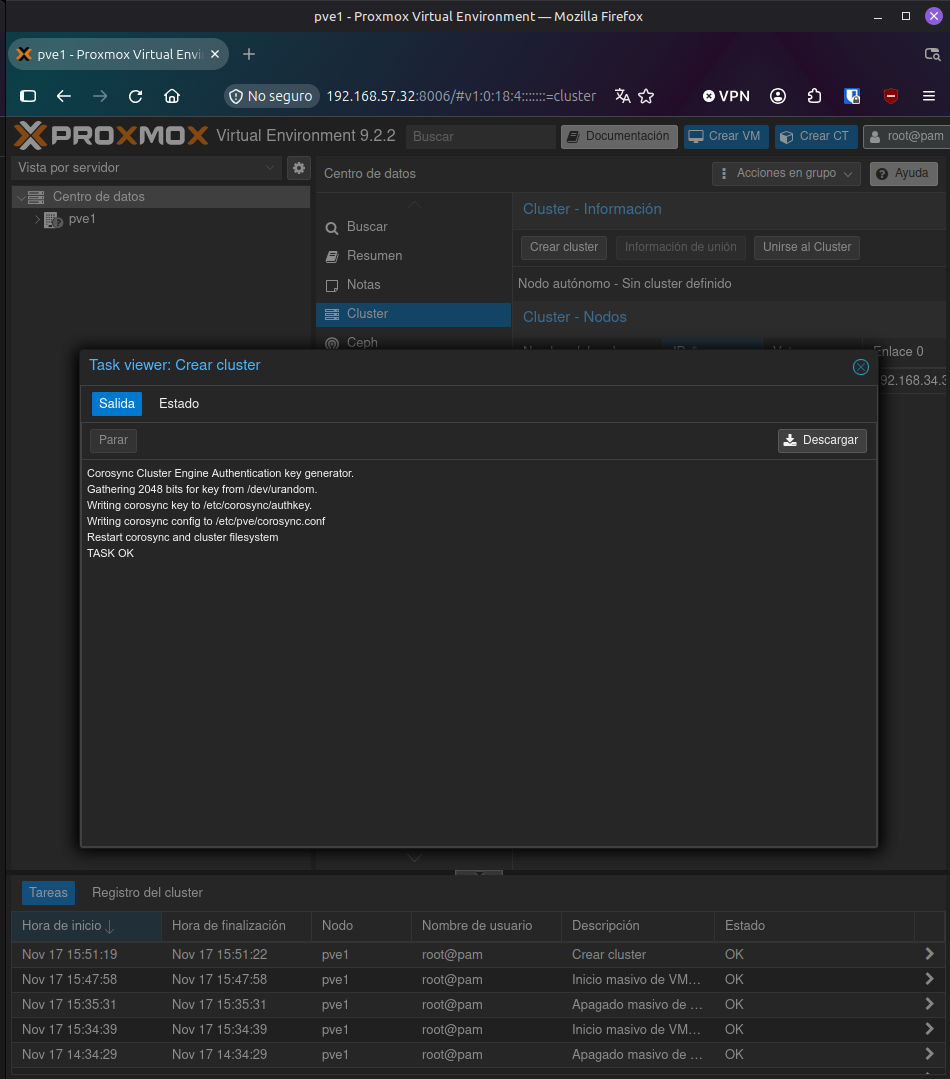 pve1 - Proxmox Virtual Environment — Mozilla Firefox
pve1 - Proxmox Virtual Envi
No seguro
192.168.57.32:8006/#v1:0:18:4:::::::=cluster
VPN
PROXMOX Virtual Environment 9.2.2
Buscar
Documentación
Crear VM
Crear CT
root@pam
Vista por servidor
Centro de datos
Acciones en grupo
Ayuda
Centro de datos
pve1
Buscar
Resumen
Notas
Cluster
Ceph
Cluster - Información
Crear cluster
Información de unión
Unirse al Cluster
Nodo autónomo - Sin cluster definido
Cluster - Nodos
Enlace 0
92.168.34.3
Task viewer: Crear cluster
Salida
Estado
Parar
Descargar
Corosync Cluster Engine Authentication key generator.
Gathering 2048 bits for key from /dev/urandom.
Writing corosync key to /etc/corosync/authkey.
Writing corosync config to /etc/pve/corosync.conf
Restart corosync and cluster filesystem
TASK OK
Tareas
Registro del cluster
Hora de inicio Hora de finalización Nodo Nombre de usuario Descripción Estado
Nov 17 15:51:19 Nov 17 15:51:22 pve1 root@pam Crear cluster OK
Nov 17 15:47:58 Nov 17 15:47:58 pve1 root@pam Inicio masivo de VM... OK
Nov 17 15:35:31 Nov 17 15:35:31 pve1 root@pam Apagado masivo de ... OK
Nov 17 15:34:39 Nov 17 15:34:39 pve1 root@pam Inicio masivo de VM... OK
Nov 17 14:34:29 Nov 17 14:34:29 pve1 root@pam Apagado masivo de ... OK